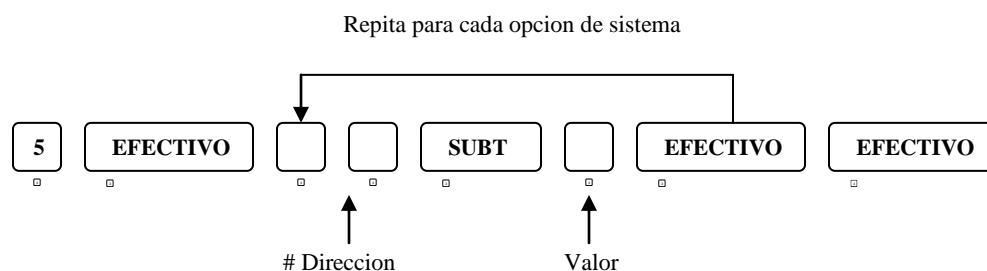 Repita para cada opcion de sistema
5 EFECTIVO SUBT EFECTIVO EFECTIVO
# Direccion Valor